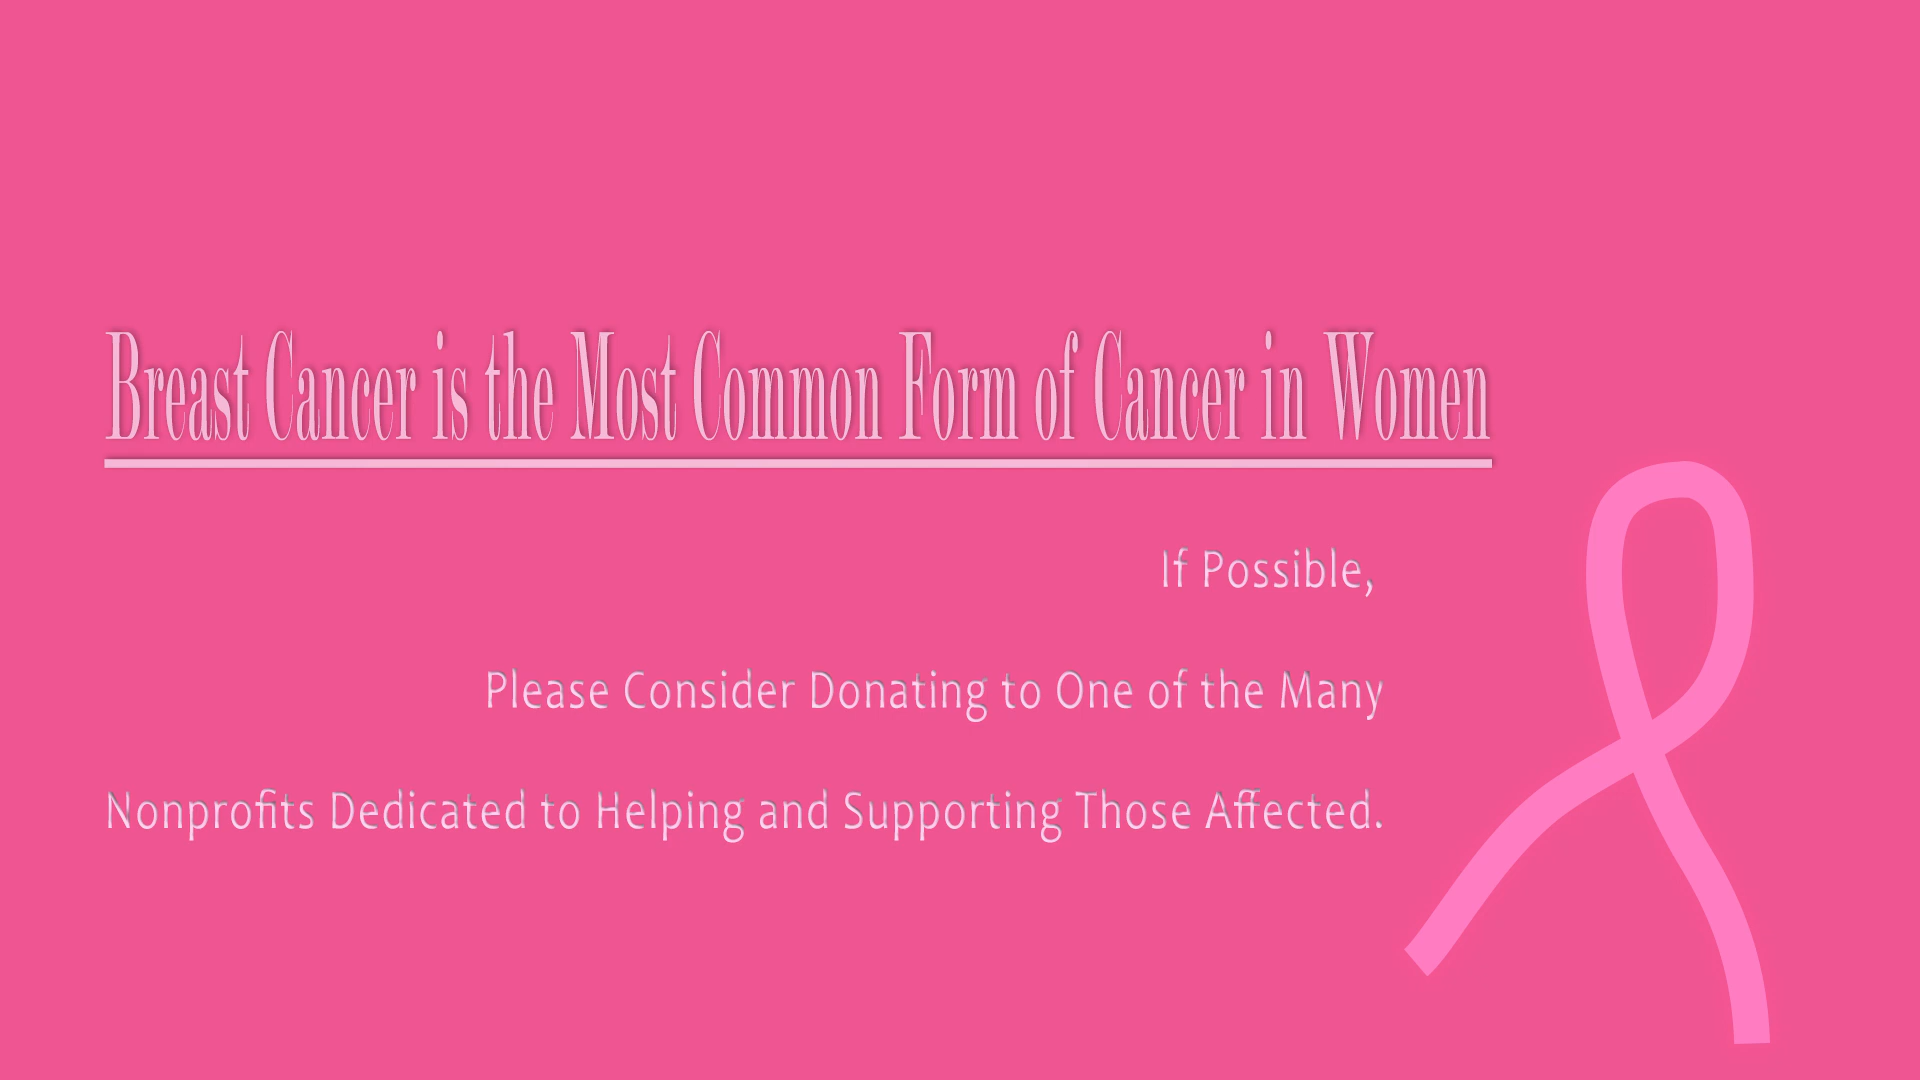 Breast Cancer is the Most Common Form of Cancer in Women
If Possible,
Please Consider Donating to One of the Many
Nonprofits Dedicated to Helping and Supporting Those Affected.